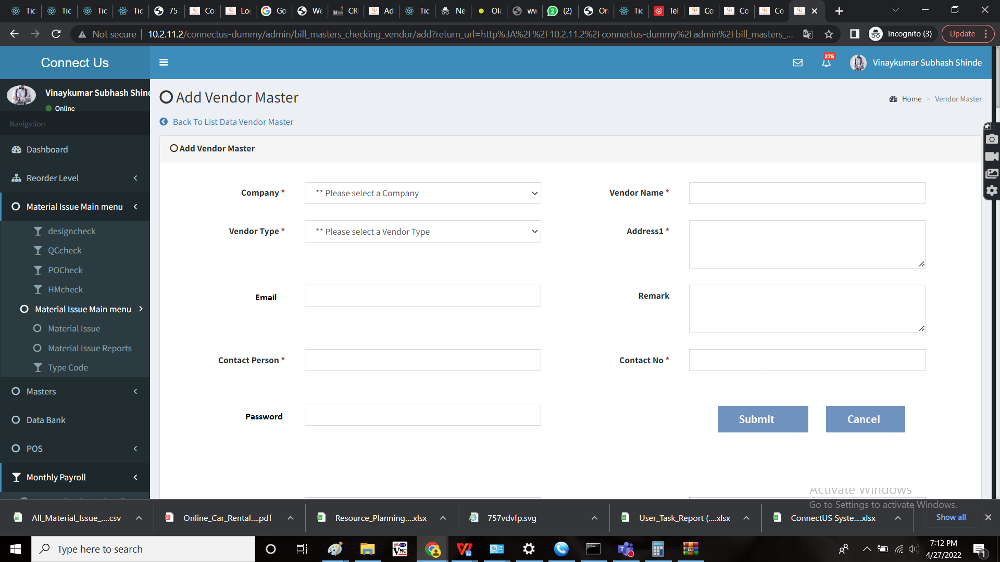 Tic Tic Tic Tic 757 Co Log Go We CR Ad Tic Ne Ola ww (2) On Tic Tel Co Co Co
Not secure 10.2.11.2/connectus-dummy/admin/bill_masters_checking_vendor/add?return_url=http%3A%2F%2F10.2.11.2%2Fconnectus-dummy%2Fadmin%2Fbill_masters_... Incognito (3) Update
Connect Us 275 Vinaykumar Subhash Shinde
Vinaykumar Subhash Shind
Online
Navigation
Dashboard
Reorder Level
Material Issue Main menu
designcheck
QCcheck
POCheck
HMcheck
Material Issue Main menu
Material Issue
Material Issue Reports
Type Code
Masters
Data Bank
POS
Monthly Payroll
Add Vendor Master
Home > Vendor Master
Back To List Data Vendor Master
Add Vendor Master
Company * ** Please select a Company Vendor Name *
Vendor Type * ** Please select a Vendor Type Address1 *
Email Remark
Contact Person * Contact No *
Password Submit Cancel
Activate Windows
Go to Settings to activate Windows.
All_Material_Issue_....csv Online_Car_Rental....pdf Resource_Planning....xlsx 757vdvfp.svg User_Task_Report (....xlsx ConnectUS Syste....xlsx Show all
Type here to search VNC 7:12 PM
4/27/2022 1